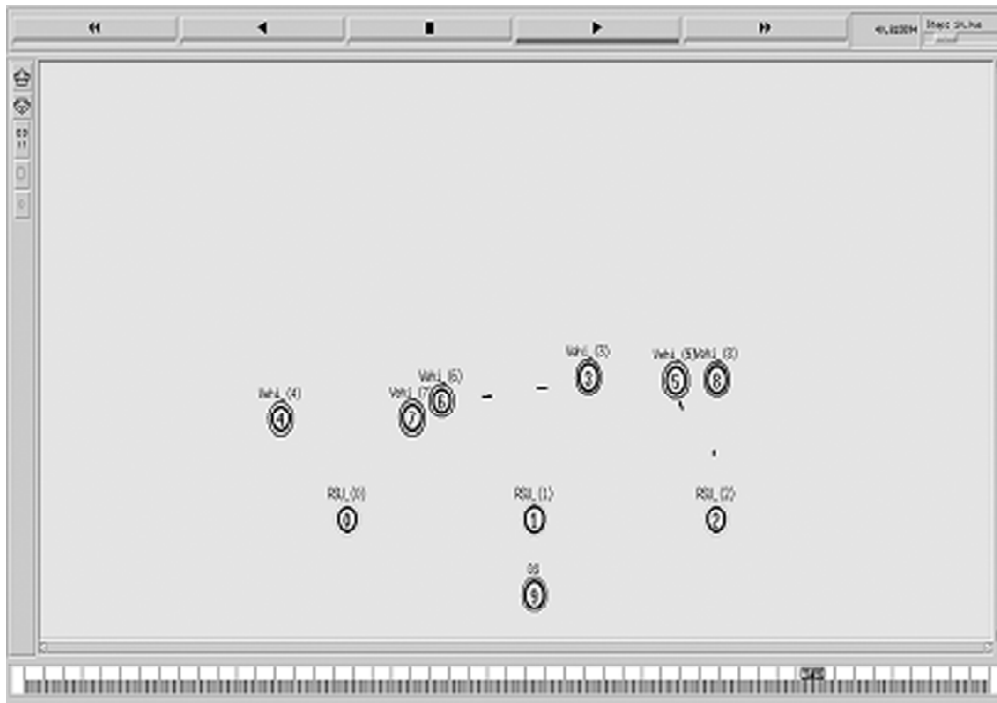 Vehi_(3)
Vehi_(5)
Vehi_(8)
Vehi_(6)
Vehi_(4)
Vehi_(7)
3
5
8
6
4
7
RSU_(0)
RSU_(1)
RSU_(2)
0
1
2
9